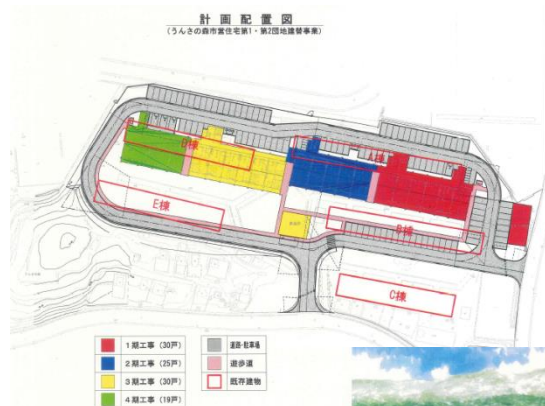 計画配置図
(うんさの森市営住宅第1・第2団地建替事業)
D棟
A棟
E棟
B棟
C棟
1期工事 (30戸)
2期工事 (25戸)
3期工事 (30戸)
4期工事 (19戸)
道路・駐車場
遊歩道
既存建物